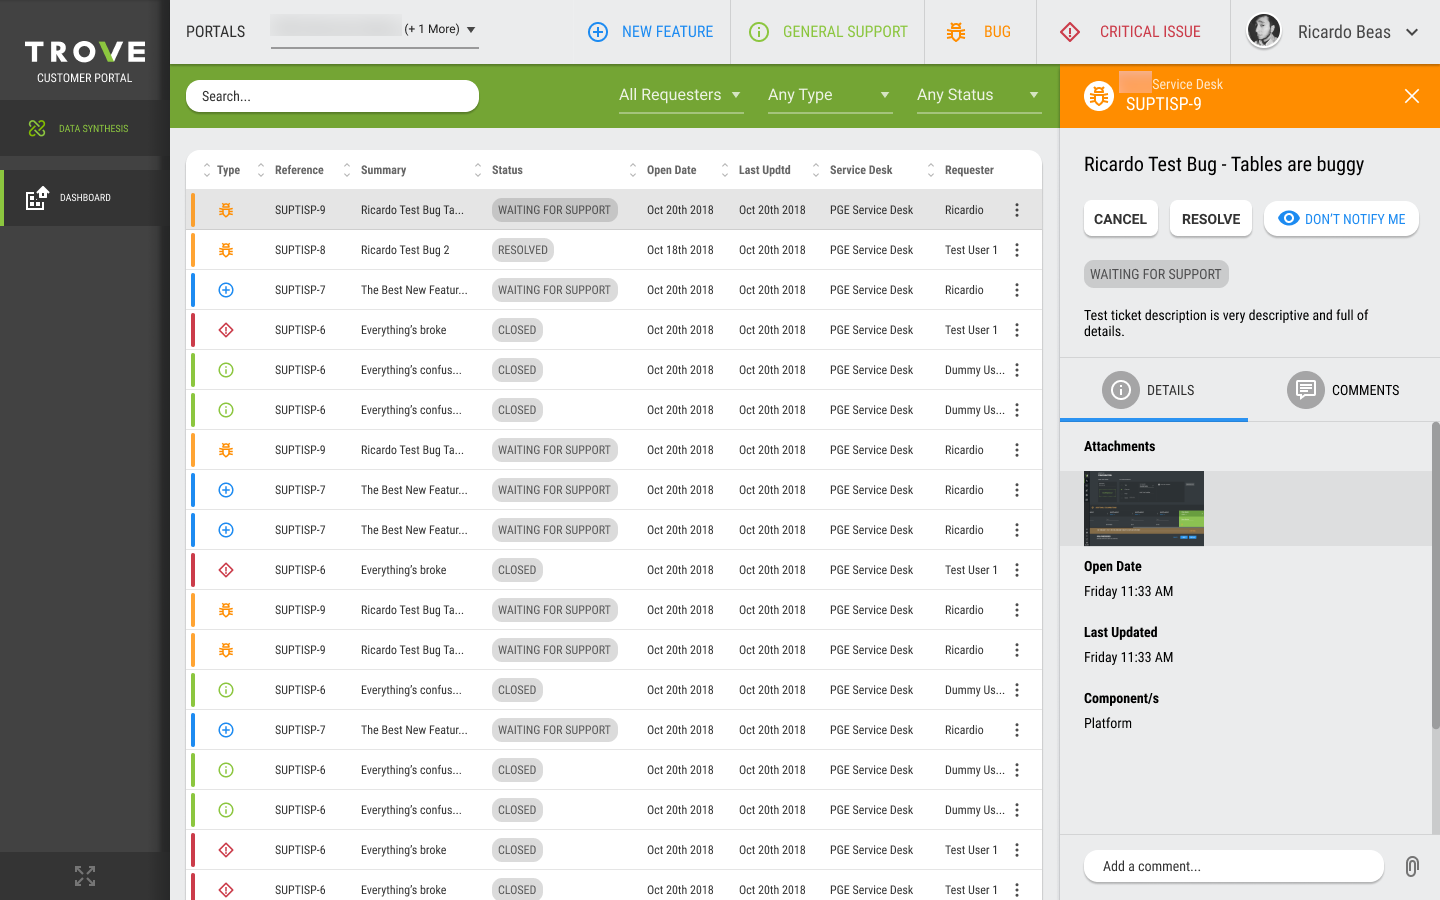 TROVE
CUSTOMER PORTAL
DATA SYNTHESIS
DASHBOARD
PORTALS
(+ 1 More)
NEW FEATURE
GENERAL SUPPORT
BUG
CRITICAL ISSUE
Ricardo Beas
Search...
All Requesters
Any Type
Any Status
Type Reference Summary Status Open Date Last Updtd Service Desk Requester
SUPTISP-9 Ricardo Test Bug Ta... WAITING FOR SUPPORT Oct 20th 2018 Oct 20th 2018 PGE Service Desk Ricardio
SUPTISP-8 Ricardo Test Bug 2 RESOLVED Oct 18th 2018 Oct 20th 2018 PGE Service Desk Test User 1
SUPTISP-7 The Best New Featur... WAITING FOR SUPPORT Oct 20th 2018 Oct 20th 2018 PGE Service Desk Ricardio
SUPTISP-6 Everything's broke CLOSED Oct 20th 2018 Oct 20th 2018 PGE Service Desk Test User 1
SUPTISP-6 Everything's confus... CLOSED Oct 20th 2018 Oct 20th 2018 PGE Service Desk Dummy Us...
SUPTISP-6 Everything's confus... CLOSED Oct 20th 2018 Oct 20th 2018 PGE Service Desk Dummy Us...
SUPTISP-9 Ricardo Test Bug Ta... WAITING FOR SUPPORT Oct 20th 2018 Oct 20th 2018 PGE Service Desk Ricardio
SUPTISP-7 The Best New Featur... WAITING FOR SUPPORT Oct 20th 2018 Oct 20th 2018 PGE Service Desk Ricardio
SUPTISP-7 The Best New Featur... WAITING FOR SUPPORT Oct 20th 2018 Oct 20th 2018 PGE Service Desk Ricardio
SUPTISP-6 Everything's broke CLOSED Oct 20th 2018 Oct 20th 2018 PGE Service Desk Test User 1
SUPTISP-9 Ricardo Test Bug Ta... WAITING FOR SUPPORT Oct 20th 2018 Oct 20th 2018 PGE Service Desk Ricardio
SUPTISP-9 Ricardo Test Bug Ta... WAITING FOR SUPPORT Oct 20th 2018 Oct 20th 2018 PGE Service Desk Ricardio
SUPTISP-6 Everything's confus... CLOSED Oct 20th 2018 Oct 20th 2018 PGE Service Desk Dummy Us...
SUPTISP-7 The Best New Featur... WAITING FOR SUPPORT Oct 20th 2018 Oct 20th 2018 PGE Service Desk Ricardio
SUPTISP-6 Everything's confus... CLOSED Oct 20th 2018 Oct 20th 2018 PGE Service Desk Dummy Us...
SUPTISP-6 Everything's confus... CLOSED Oct 20th 2018 Oct 20th 2018 PGE Service Desk Dummy Us...
SUPTISP-6 Everything's broke CLOSED Oct 20th 2018 Oct 20th 2018 PGE Service Desk Test User 1
SUPTISP-6 Everything's broke CLOSED Oct 20th 2018 Oct 20th 2018 PGE Service Desk Test User 1
Service Desk
SUPTISP-9
Ricardo Test Bug - Tables are buggy
CANCEL
RESOLVE
DON'T NOTIFY ME
WAITING FOR SUPPORT
Test ticket description is very descriptive and full of
details.
DETAILS
COMMENTS
Attachments
Open Date
Friday 11:33 AM
Last Updated
Friday 11:33 AM
Component/s
Platform
Add a comment...